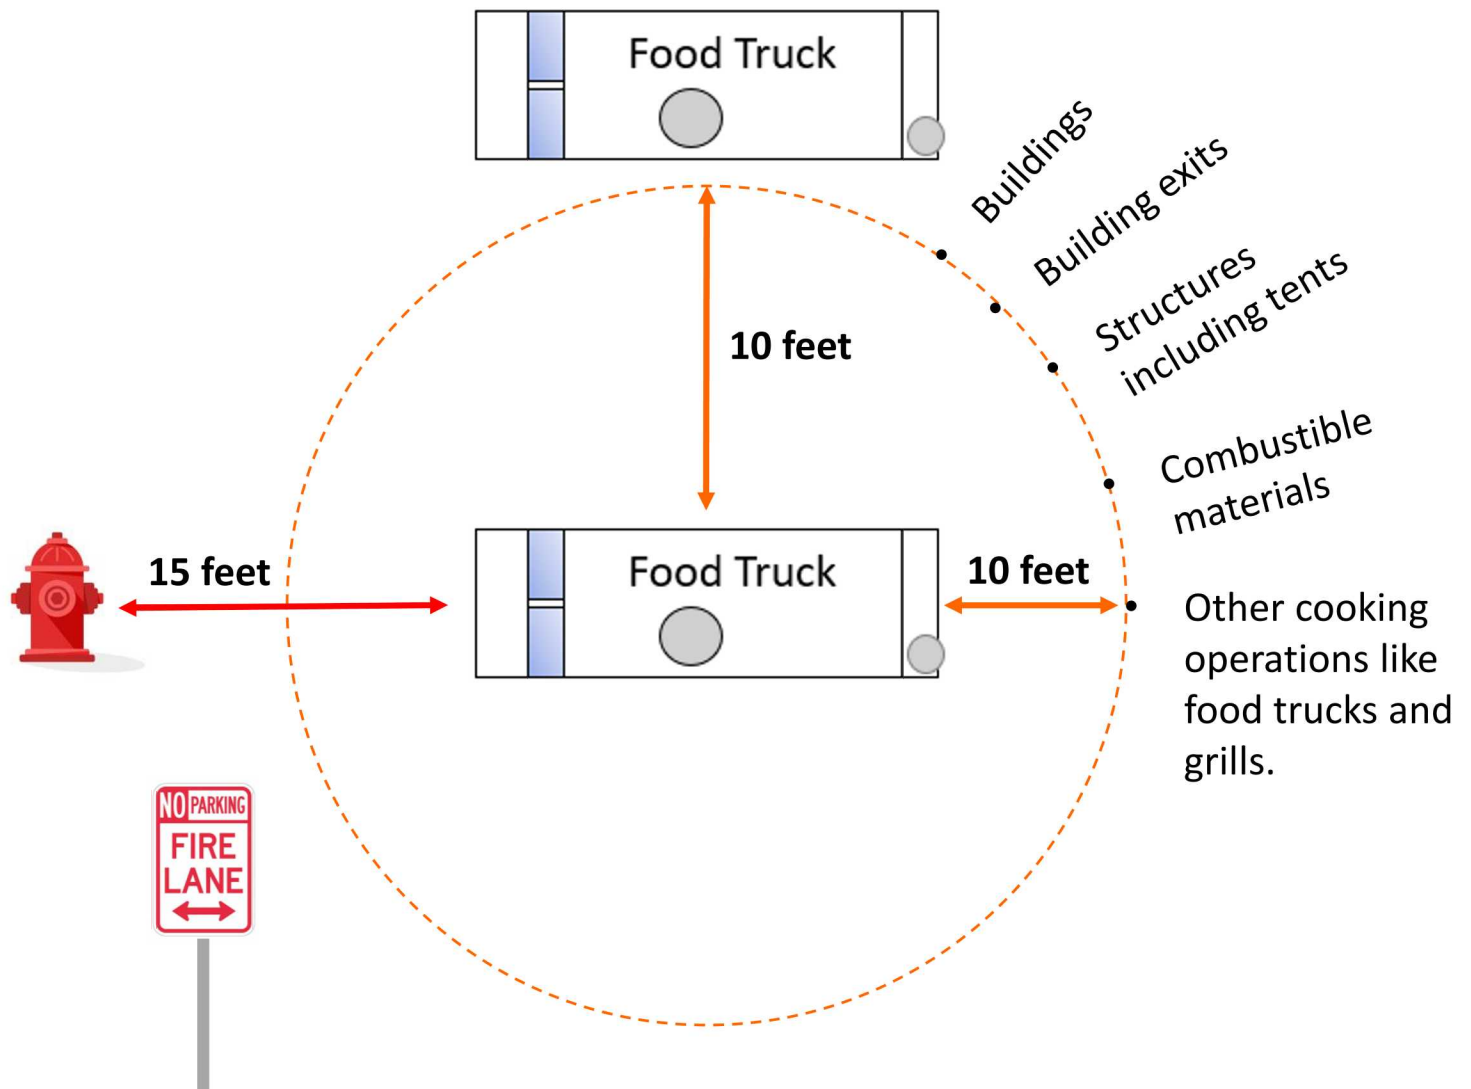 Food Truck
Buildings
Building exits
Structures
including tents
10 feet
Combustible
materials
15 feet
Food Truck
10 feet
Other cooking
operations like
food trucks and
grills.
NO PARKING
FIRE
LANE